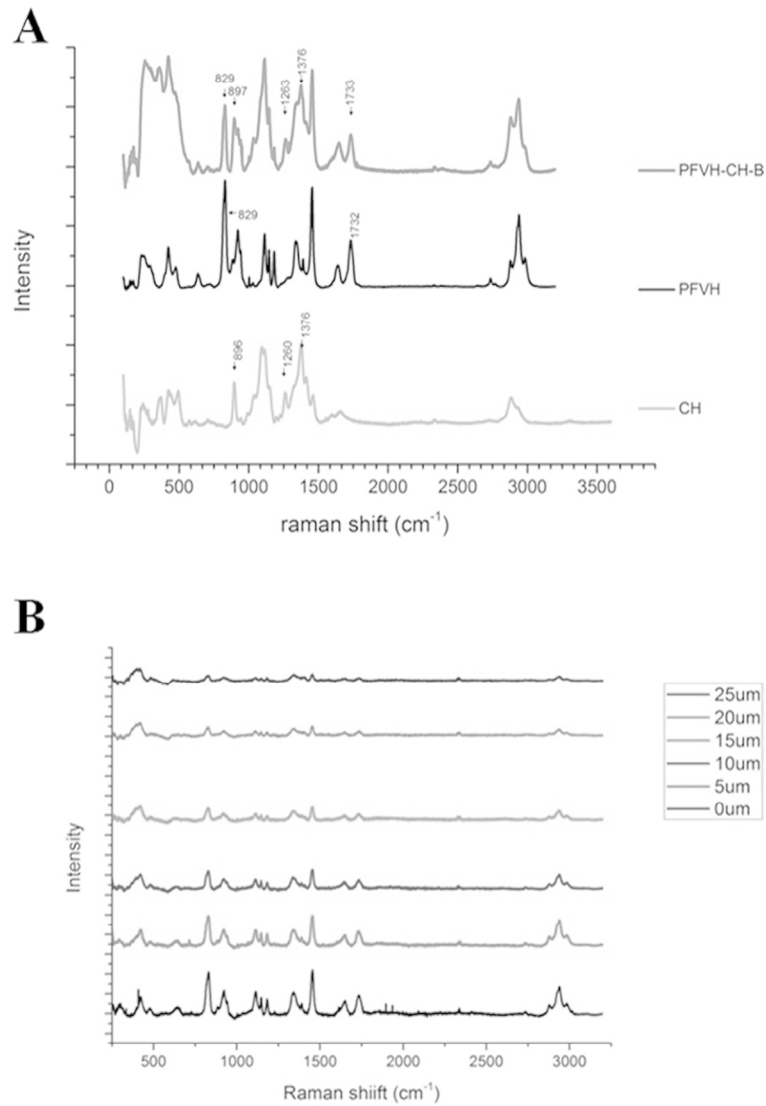 A
829
897
1263
1376
1733
PFVH-CH-B
829
1732
PFVH
896
1260
1376
CH
Intensity
0 500 1000 1500 2000 2500 3000 3500
raman shift (cm-1)
B
25um
20um
15um
10um
5um
0um
Intensity
500 1000 1500 2000 2500 3000
Raman shiift (cm-1)